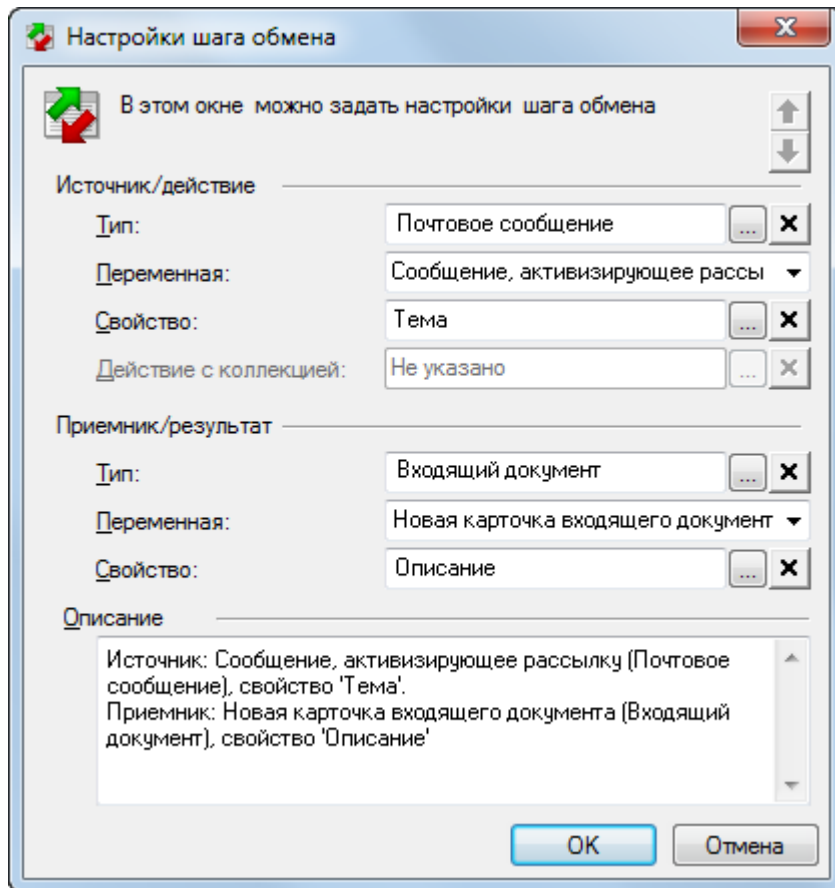 Настройки шага обмена
В этом окне можно задать настройки шага обмена
Источник/действие
Тип: Почтовое сообщение ...
Переменная: Сообщение, активизирующее рассы
Свойство: Тема ...
Действие с коллекцией: Не указано ...
Приемник/результат
Тип: Входящий документ ...
Переменная: Новая карточка входящего документ
Свойство: Описание ...
Описание
Источник: Сообщение, активизирующее рассылку (Почтовое
сообщение), свойство 'Тема'.
Приемник: Новая карточка входящего документа (Входящий
документ), свойство 'Описание'
OK Отмена